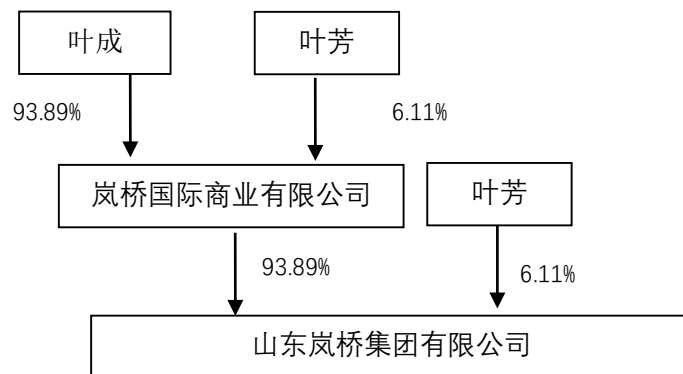 叶成
叶芳
93.89%
6.11%
岚桥国际商业有限公司
叶芳
93.89%
6.11%
山东岚桥集团有限公司